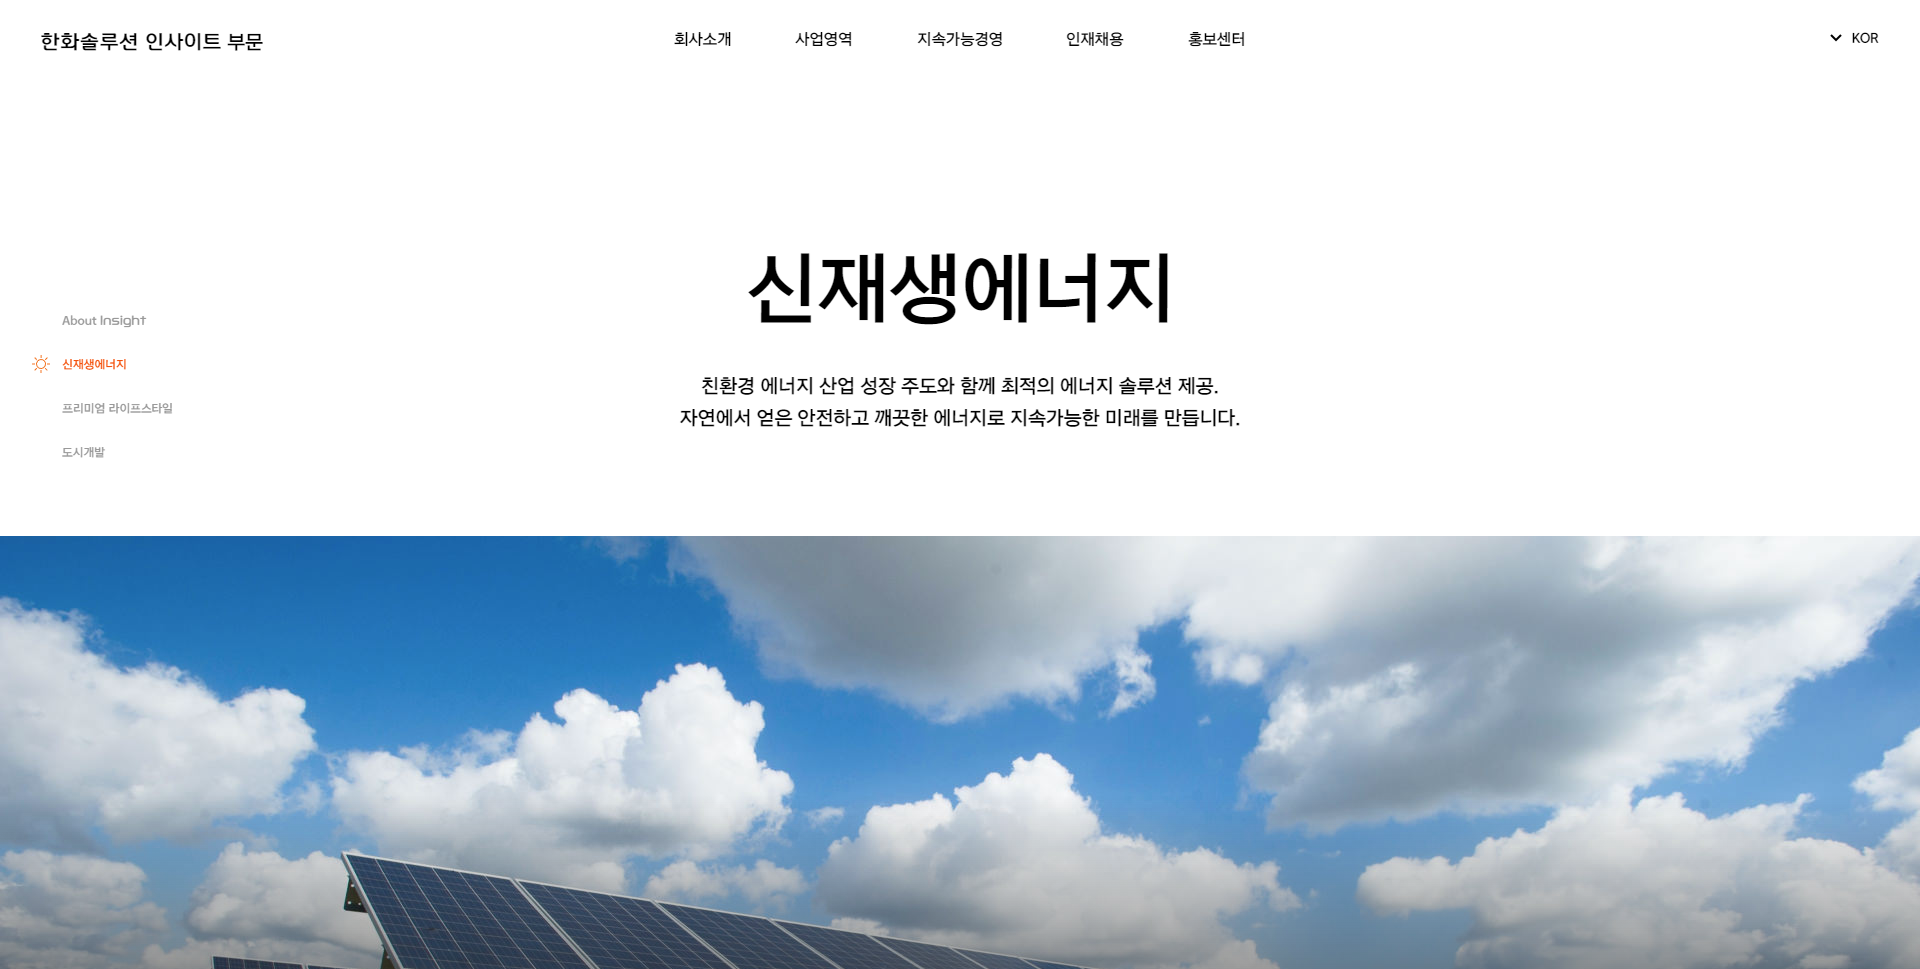 한화솔루션 인사이트 부문
회사소개
사업영역
지속가능경영
인재채용
홍보센터
KOR
신재생에너지
친환경 에너지 산업 성장 주도와 함께 최적의 에너지 솔루션 제공.
자연에서 얻은 안전하고 깨끗한 에너지로 지속가능한 미래를 만듭니다.
About Insight
신재생에너지
프리미엄 라이프스타일
도시개발